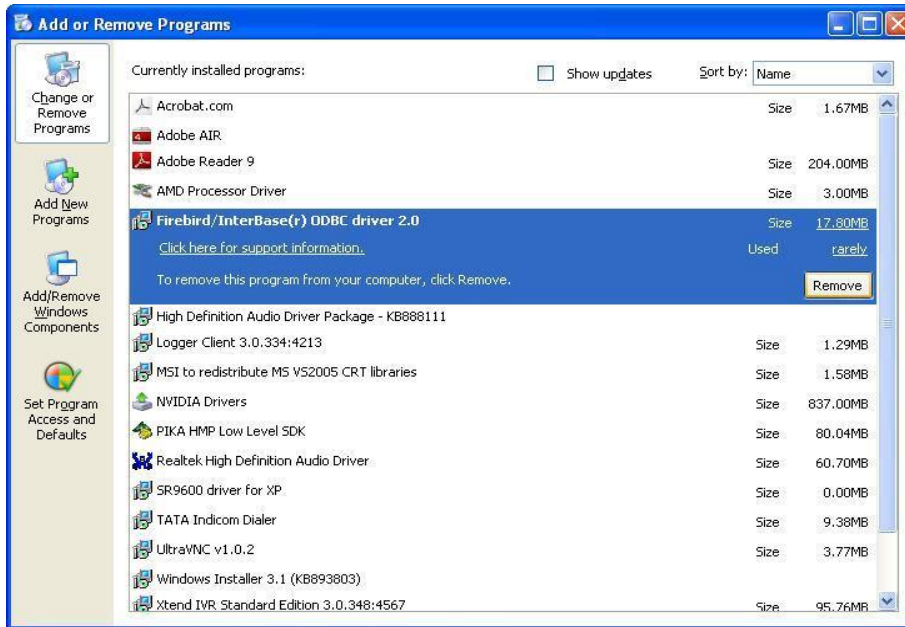 Add or Remove Programs
Change or
Remove
Programs
Add New
Programs
Add/Remove
Windows
Components
Set Program
Access and
Defaults
Currently installed programs:
Show updates
Sort by: Name
Acrobat.com Size 1.67MB
Adobe AIR
Adobe Reader 9 Size 204.00MB
AMD Processor Driver Size 3.00MB
Firebird/InterBase(r) ODBC driver 2.0 Size 17.80MB
Click here for support information. Used rarely
To remove this program from your computer, click Remove. Remove
High Definition Audio Driver Package - KB888111
Logger Client 3.0.334:4213 Size 1.29MB
MSI to redistribute MS VS2005 CRT libraries Size 1.58MB
NVIDIA Drivers Size 837.00MB
PIKA HMP Low Level SDK Size 80.04MB
Realtek High Definition Audio Driver Size 60.70MB
SR9600 driver for XP Size 0.00MB
TATA Indicom Dialer Size 9.38MB
UltraVNC v1.0.2 Size 3.77MB
Windows Installer 3.1 (KB893803)
Xtend IVR Standard Edition 3.0.348:4567 Size 95.76MB